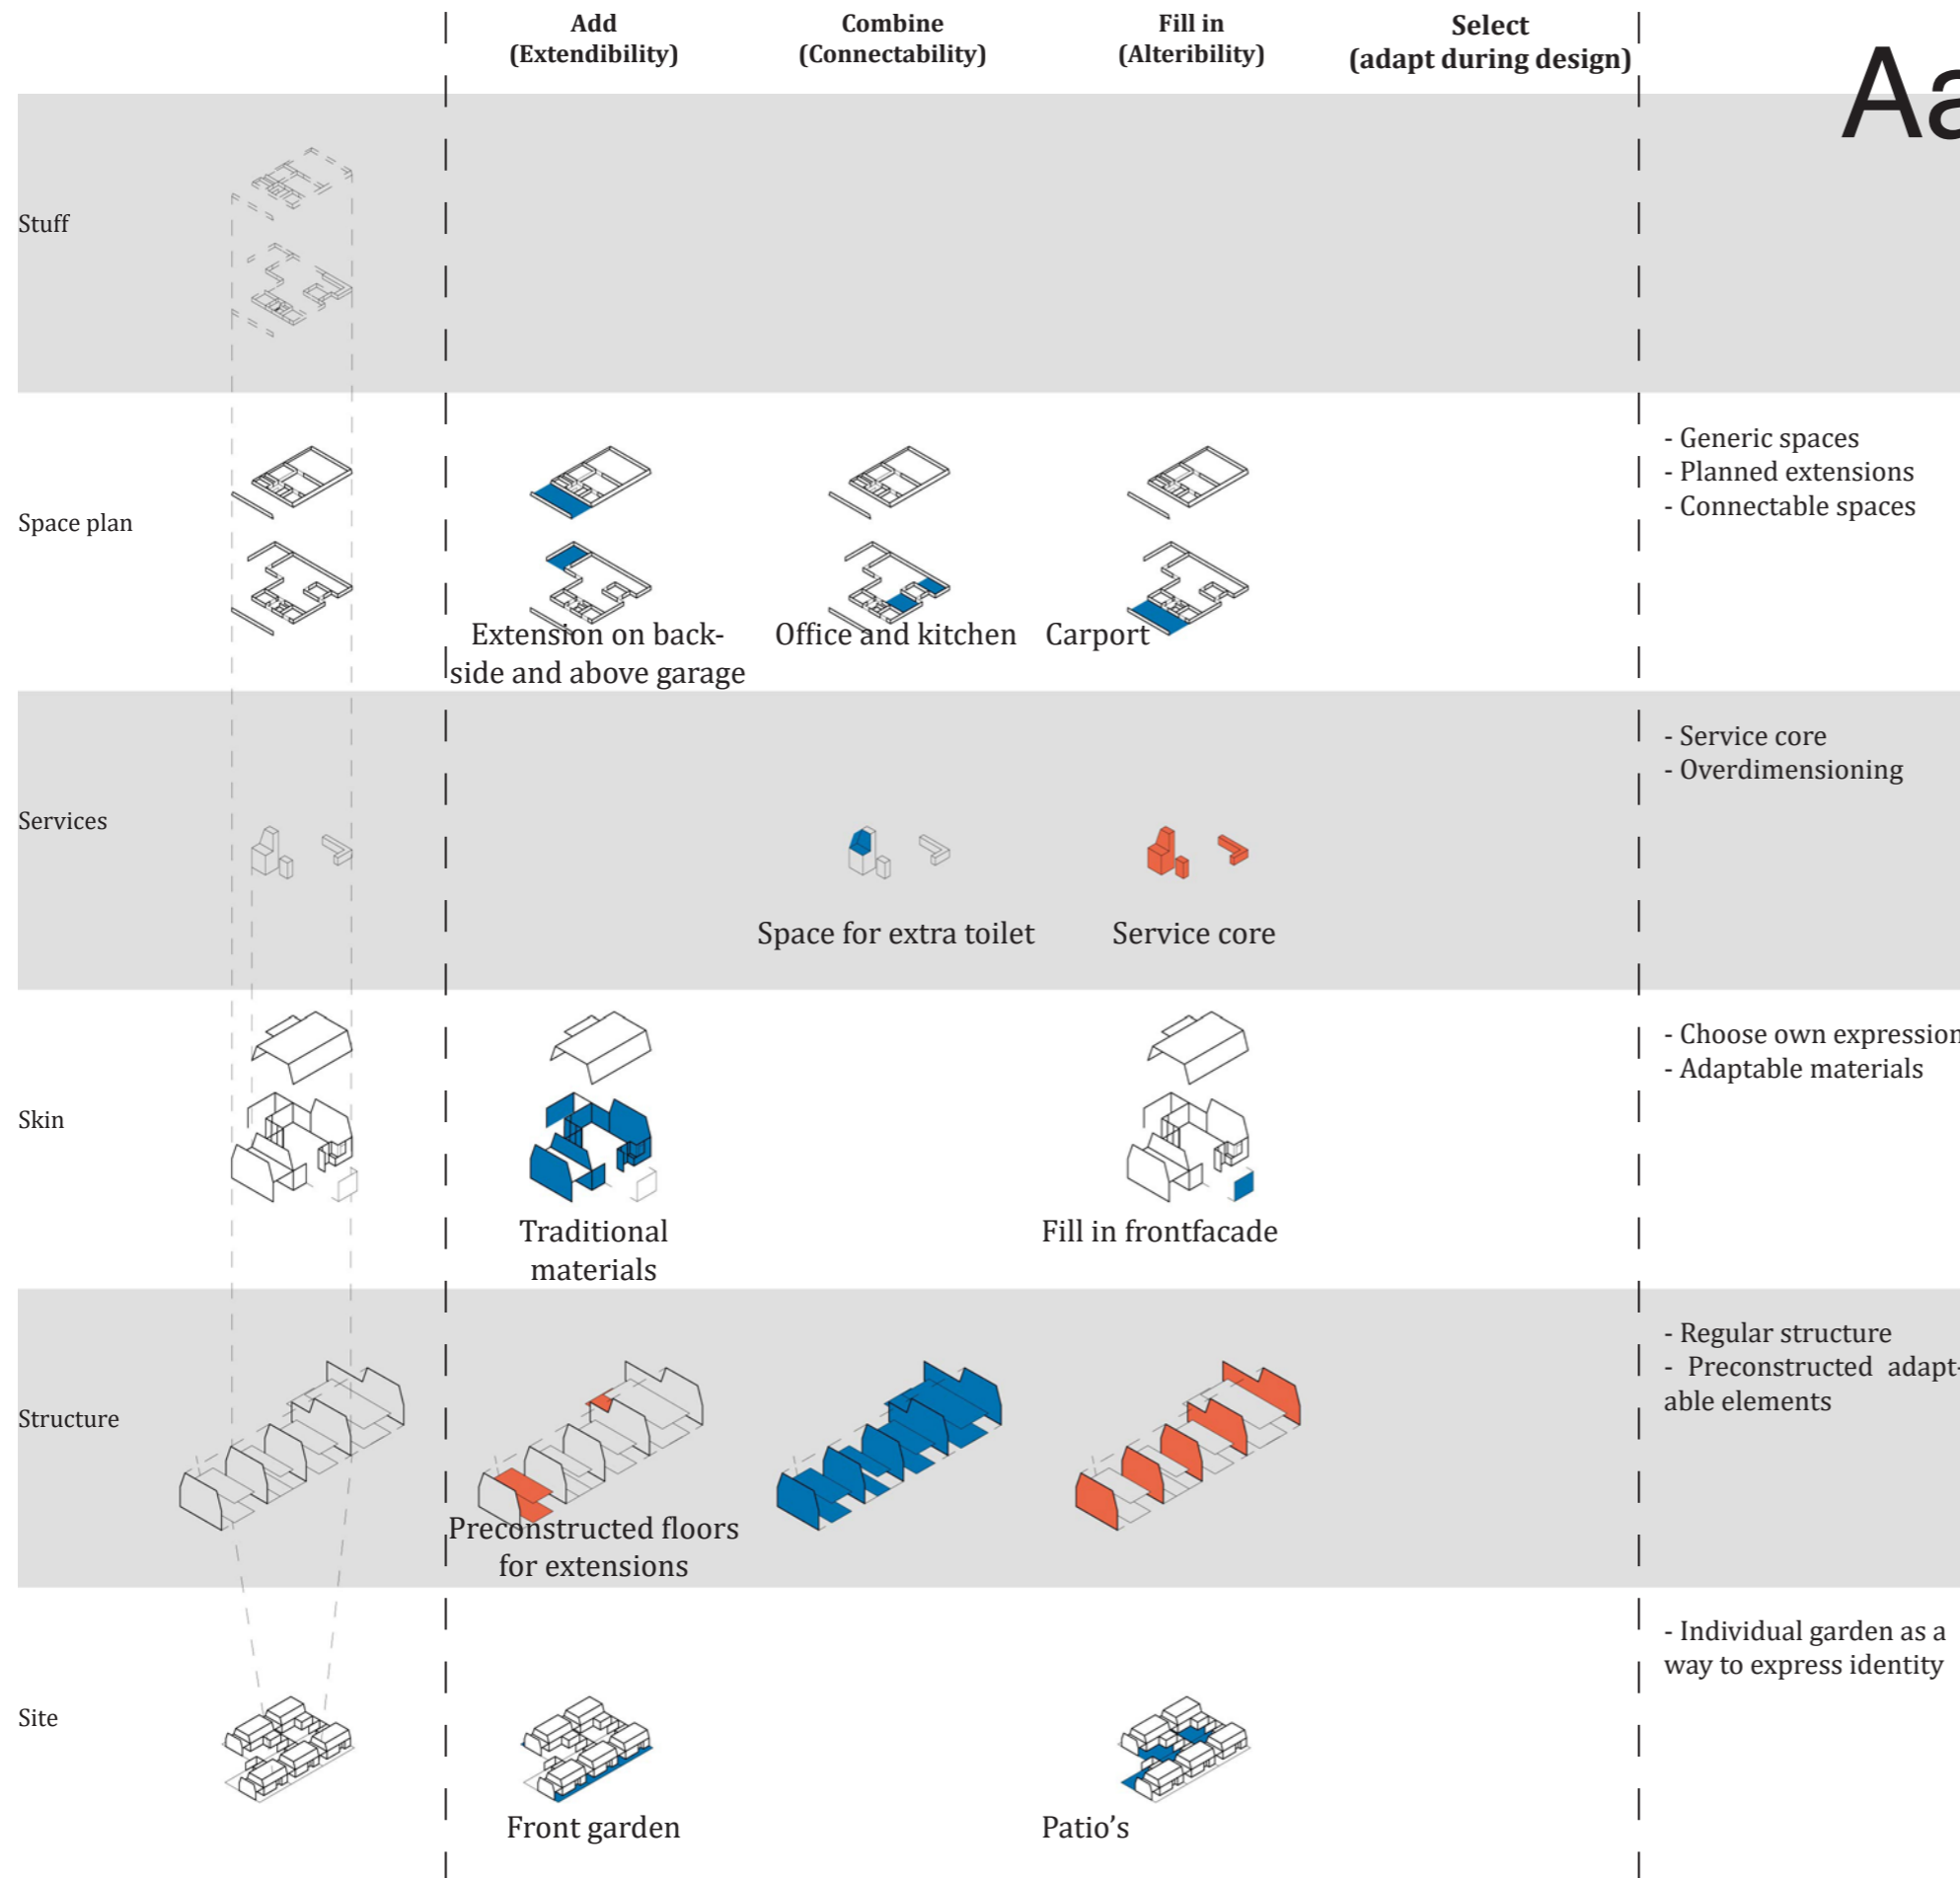 Add
(Extendibility)
Combine
(Connectability)
Fill in
(Alteribility)
Select
(adapt during design)
Aa
Stuff
Space plan
Extension on back-
side and above garage
Office and kitchen
Carport
- Generic spaces
- Planned extensions
- Connectable spaces
Services
Space for extra toilet
Service core
- Service core
- Overdimensioning
Skin
Traditional
materials
Fill in frontfacade
- Choose own expression
- Adaptable materials
Structure
Preconstructed floors
for extensions
- Regular structure
- Preconstructed adapt-
able elements
Site
Front garden
Patio's
- Individual garden as a
way to express identity